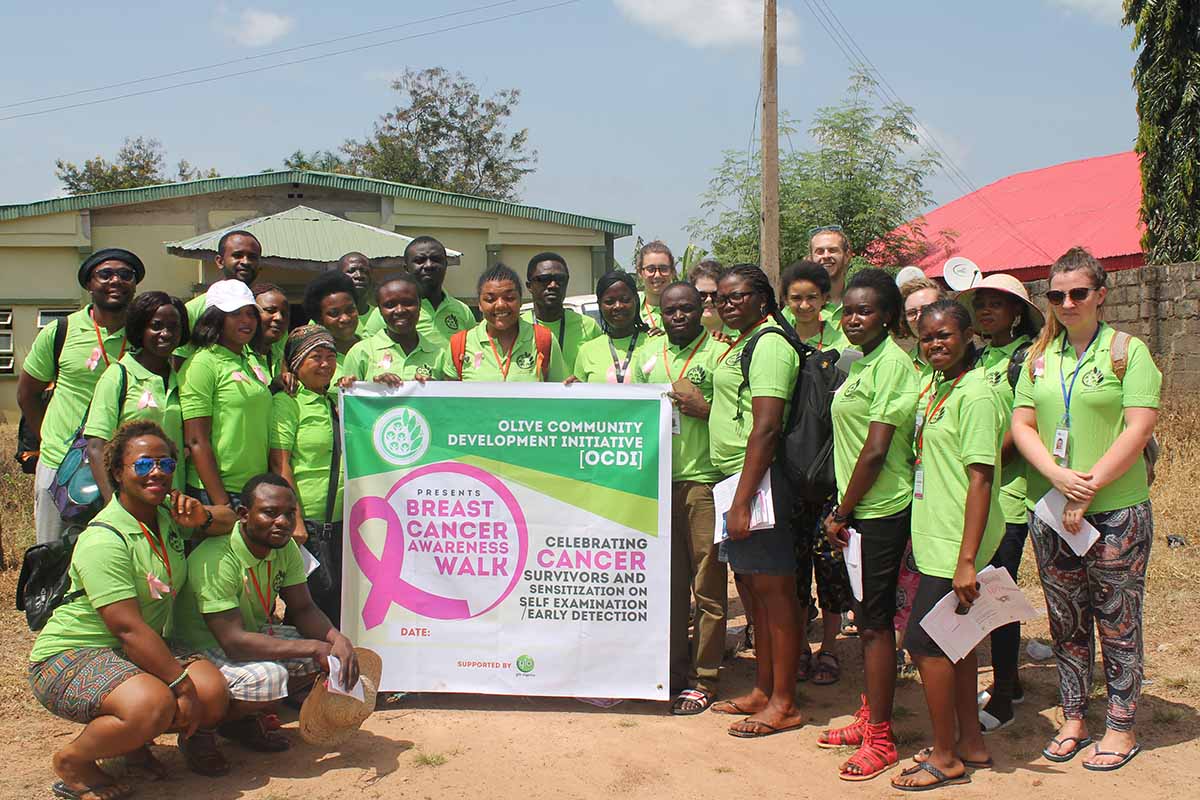 OLIVE COMMUNITY
DEVELOPMENT INITIATIVE
[OCDI]
PRESENTS
BREAST
CANCER
AWARENESS
WALK
CELEBRATING
CANCER
SURVIVORS AND
SENSITIZATION ON
SELF EXAMINATION
/EARLY DETECTION
DATE:
SUPPORTED BY
glo